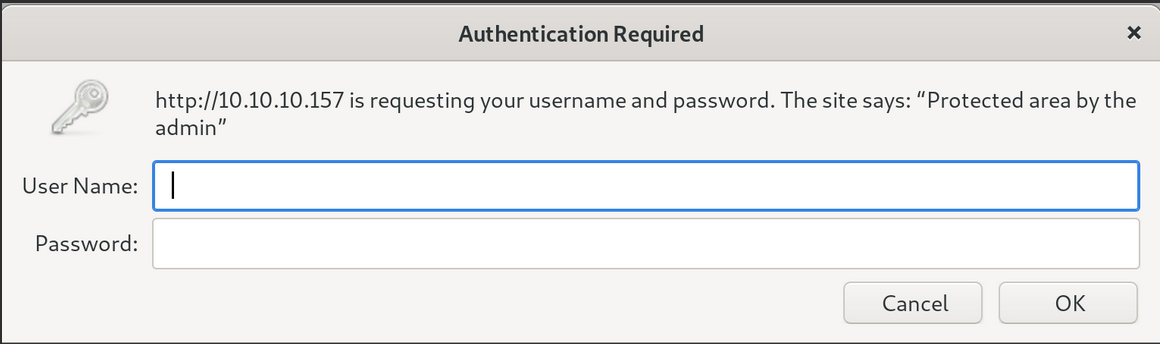 Authentication Required
http://10.10.10.157 is requesting your username and password. The site says: “Protected area by the
admin”
User Name:
Password:
Cancel OK